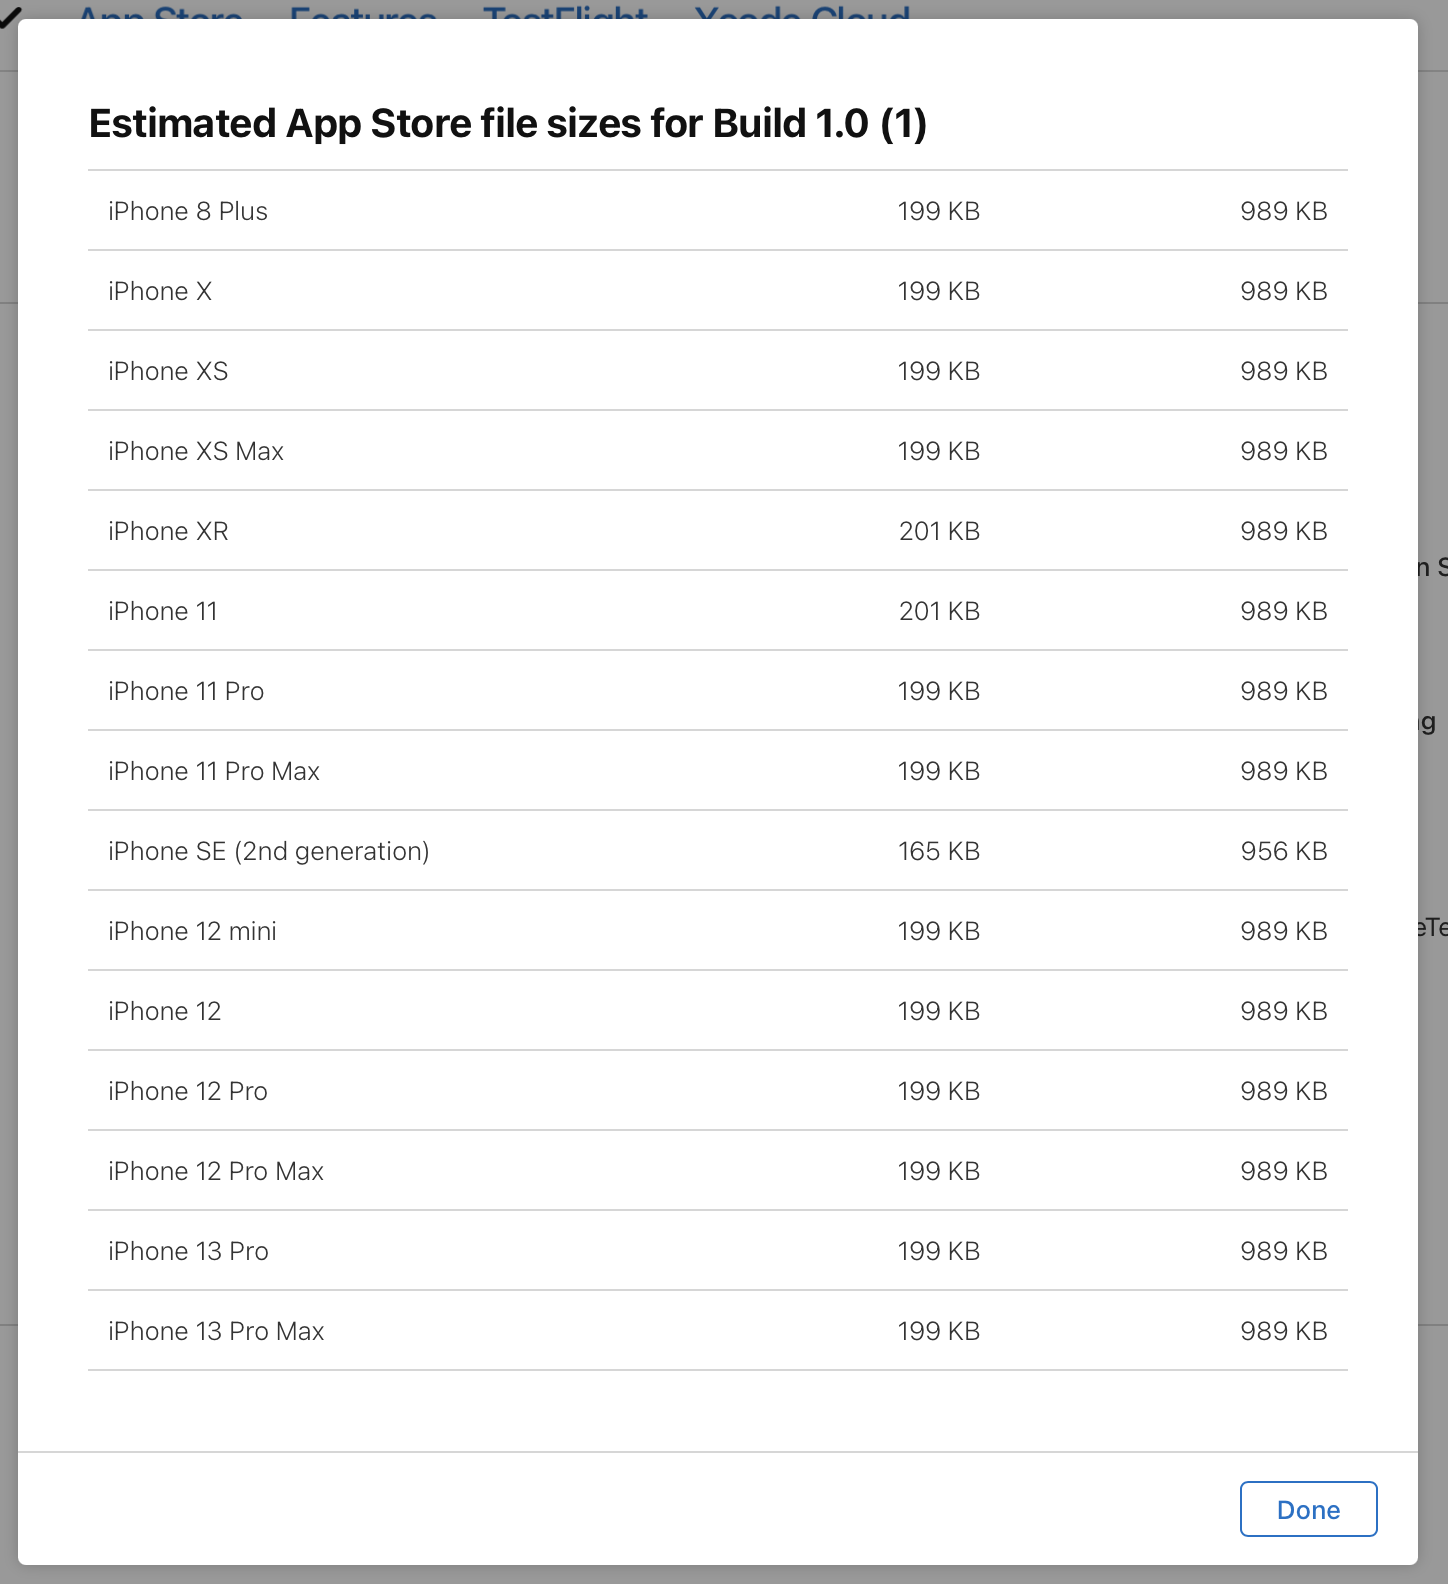 App Store Features TestFlight Xcode Cloud
Estimated App Store file sizes for Build 1.0 (1)
iPhone 8 Plus 199 KB 989 KB
iPhone X 199 KB 989 KB
iPhone XS 199 KB 989 KB
iPhone XS Max 199 KB 989 KB
iPhone XR 201 KB 989 KB
iPhone 11 201 KB 989 KB
iPhone 11 Pro 199 KB 989 KB
iPhone 11 Pro Max 199 KB 989 KB
iPhone SE (2nd generation) 165 KB 956 KB
iPhone 12 mini 199 KB 989 KB
iPhone 12 199 KB 989 KB
iPhone 12 Pro 199 KB 989 KB
iPhone 12 Pro Max 199 KB 989 KB
iPhone 13 Pro 199 KB 989 KB
iPhone 13 Pro Max 199 KB 989 KB
Done